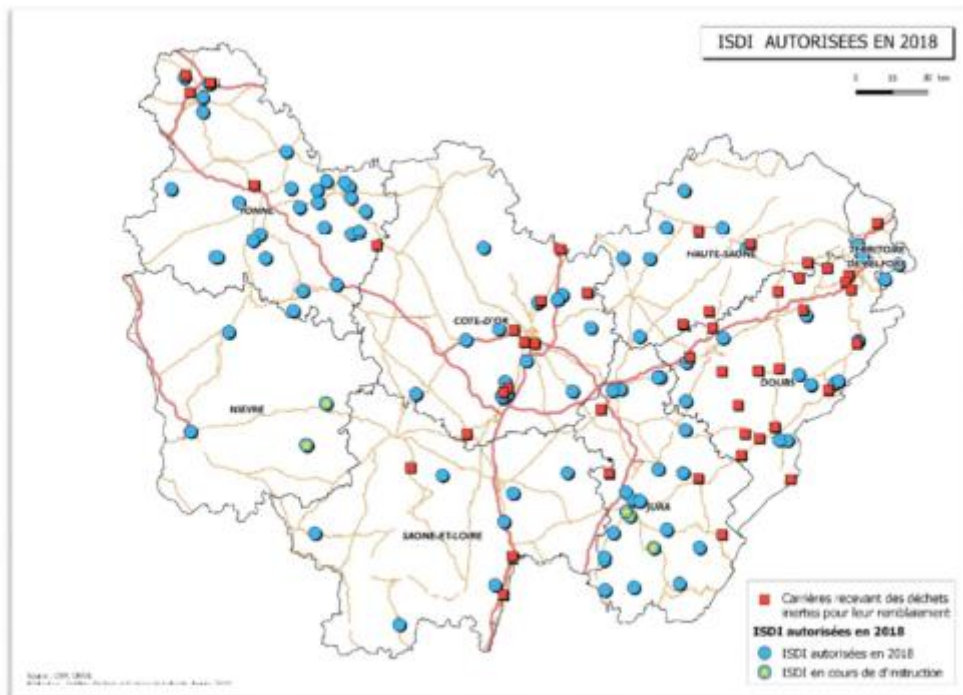 ISDI AUTORISEES EN 2018
YONNE
HAUTE-SAONE
TERRITOIRE
DE BELFORT
COTE-D'OR
DOUBS
NIEVRE
JURA
SAONE-ET-LOIRE
Carrières recevant des déchets
inertes pour leur remblaiement
ISDI autorisées en 2018
ISDI autorisées en 2018
ISDI en cours de d'instruction